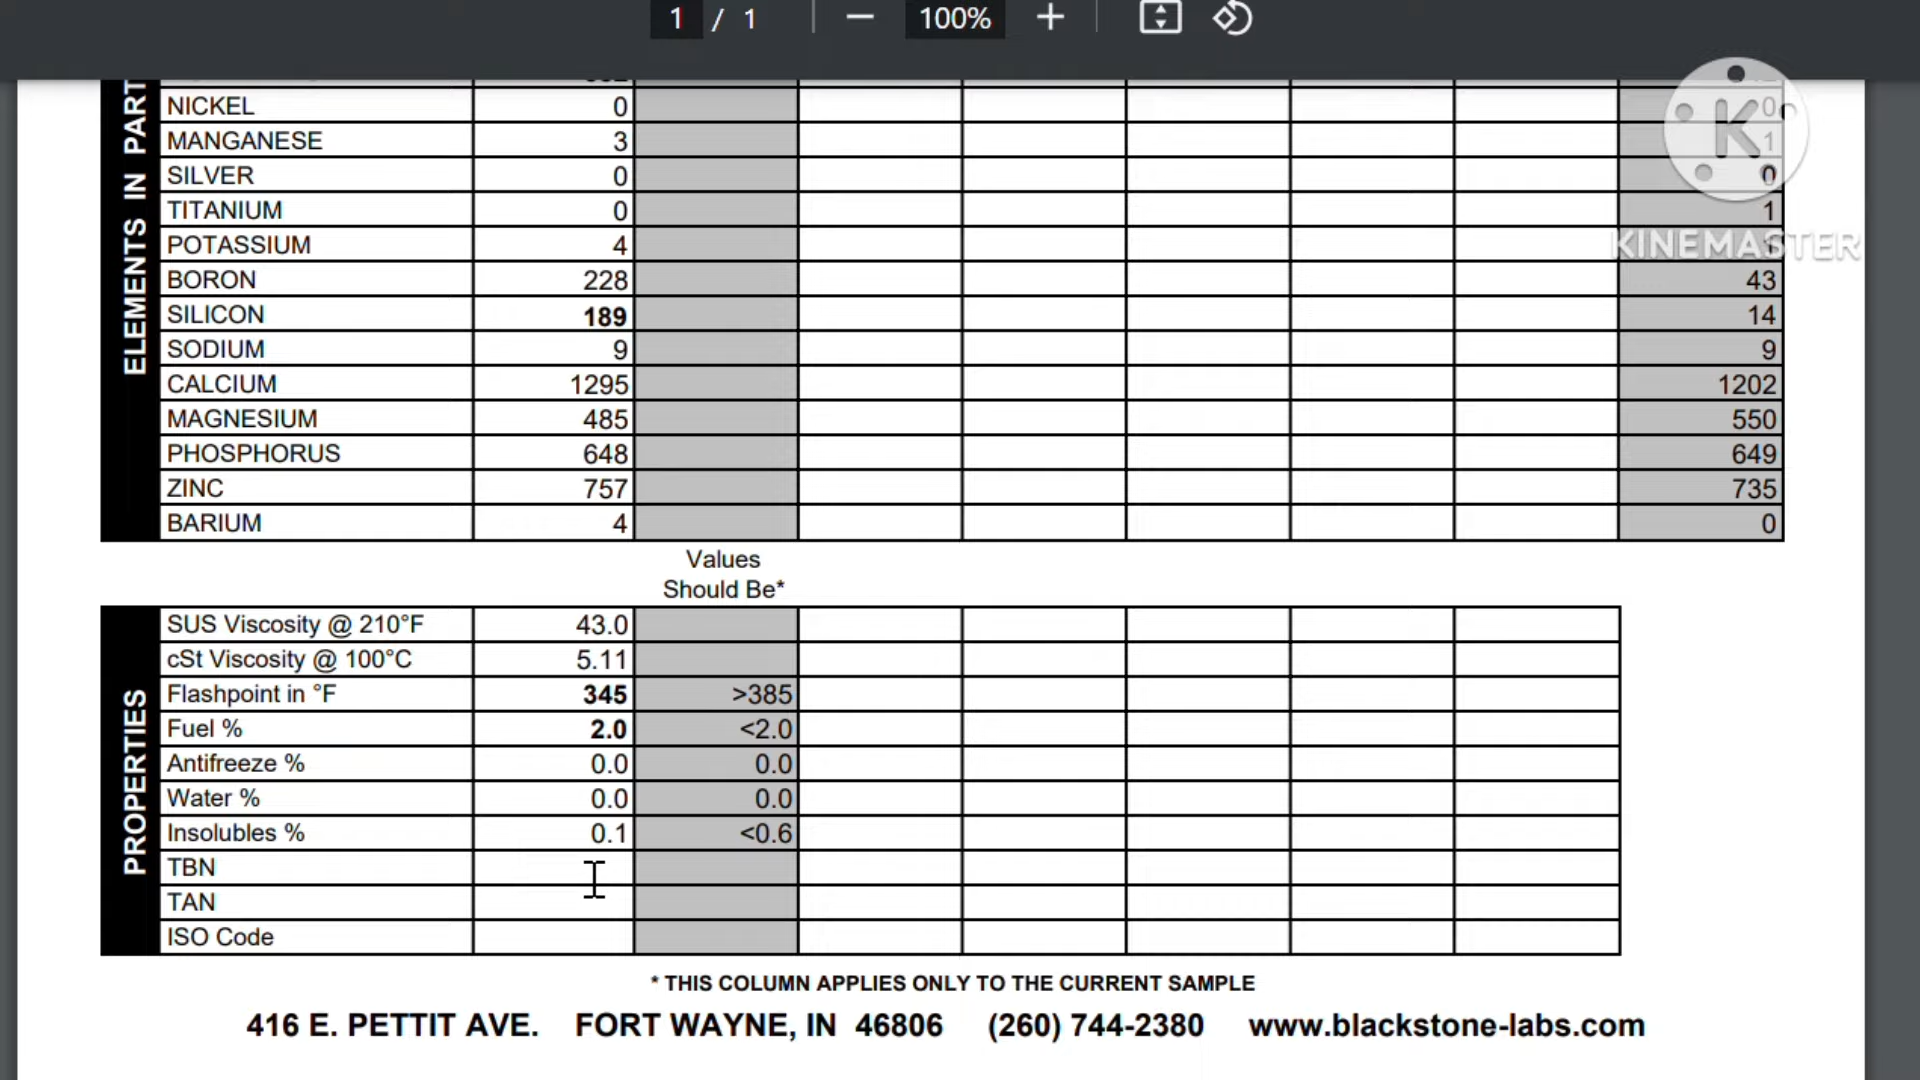 1 / 1 100%
NICKEL 0 0
MANGANESE 3 1
SILVER 0 0
TITANIUM 0 1
POTASSIUM 4
BORON 228 43
SILICON 189 14
SODIUM 9 9
CALCIUM 1295 1202
MAGNESIUM 485 550
PHOSPHORUS 648 649
ZINC 757 735
BARIUM 4 0
ELEMENTS IN PART
K
KINEMASTER
Values
Should Be*
PROPERTIES
SUS Viscosity @ 210°F 43.0
cSt Viscosity @ 100°C 5.11
Flashpoint in °F 345 >385
Fuel % 2.0 <2.0
Antifreeze % 0.0 0.0
Water % 0.0 0.0
Insolubles % 0.1 <0.6
TBN
TAN
ISO Code
* THIS COLUMN APPLIES ONLY TO THE CURRENT SAMPLE
416 E. PETTIT AVE. FORT WAYNE, IN 46806 (260) 744-2380 www.blackstone-labs.com